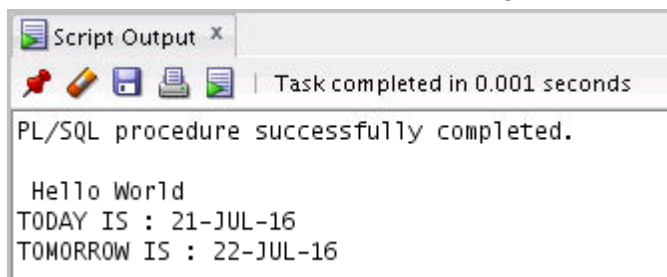 Script Output
Task completed in 0.001 seconds
PL/SQL procedure successfully completed.
Hello World
TODAY IS : 21-JUL-16
TOMORROW IS : 22-JUL-16